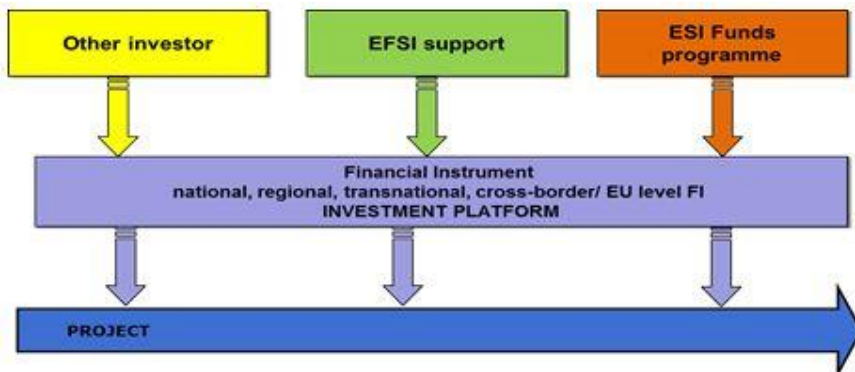 Other investor
EFSI support
ESI Funds
programme
Financial Instrument
national, regional, transnational, cross-border/ EU level FI
INVESTMENT PLATFORM
PROJECT